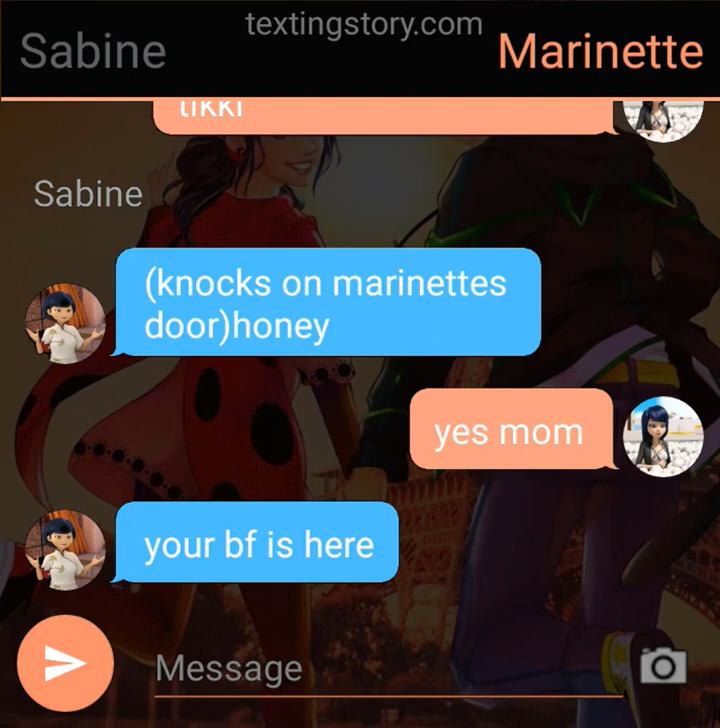 textingstory.com
Sabine
Marinette
tikki
Sabine
(knocks on marinettes
door)honey
yes mom
your bf is here
Message